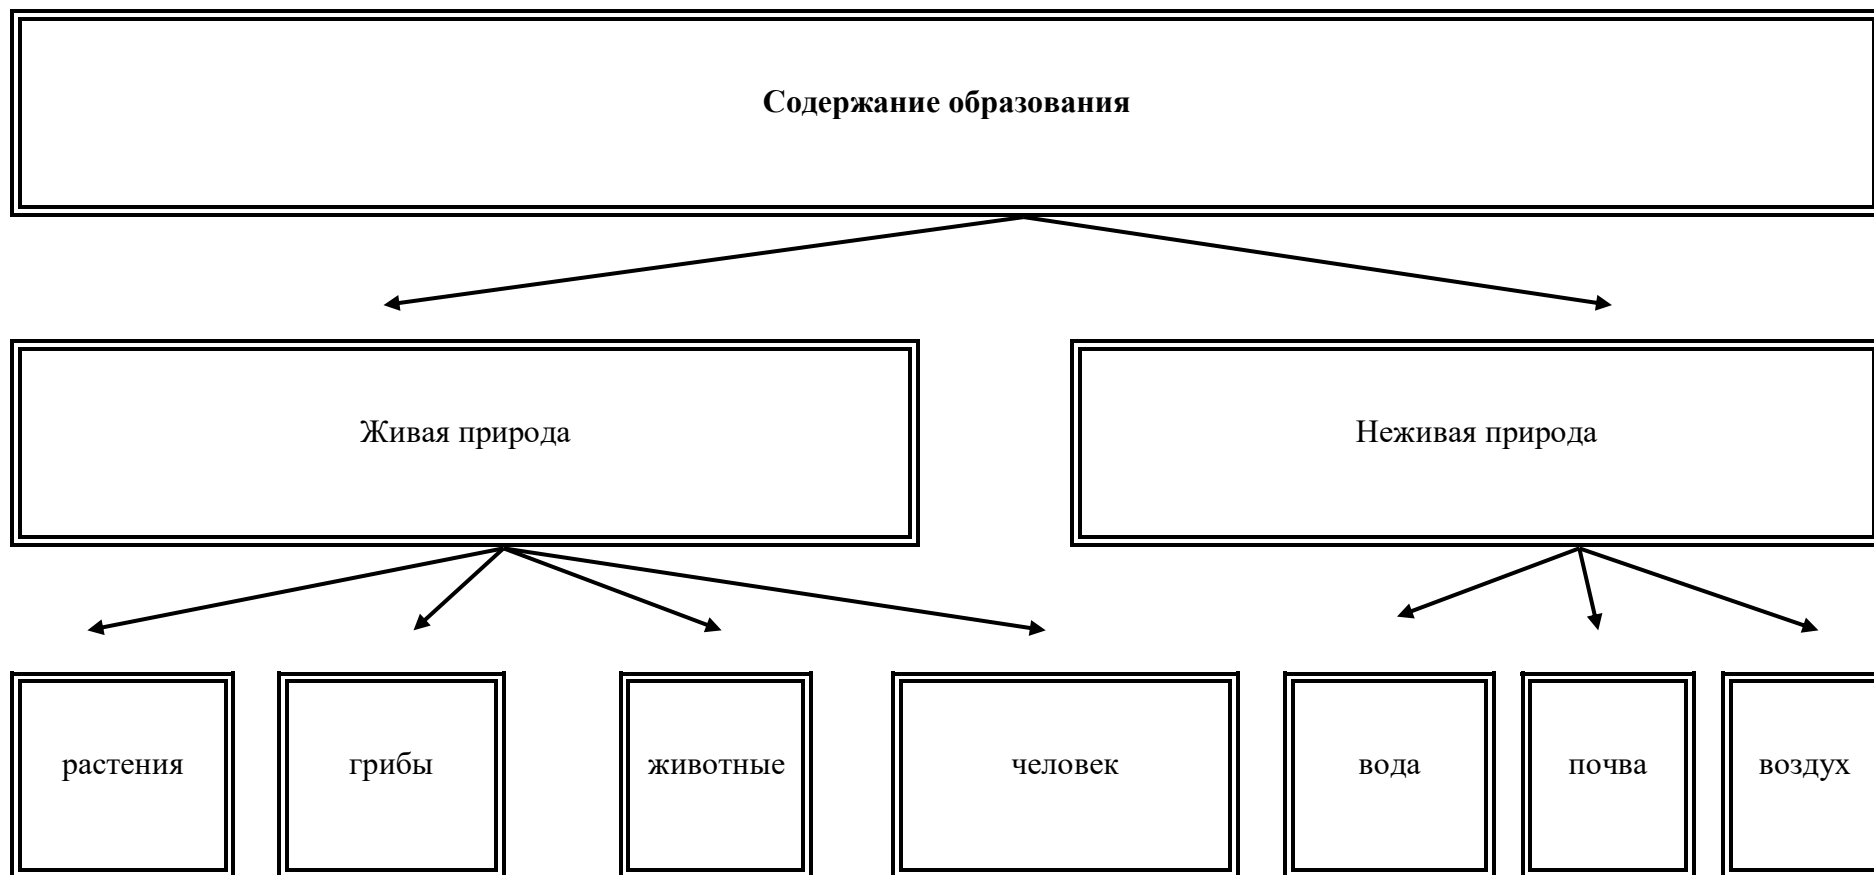 Содержание образования
Живая природа
Неживая природа
растения
грибы
животные
человек
вода
почва
воздух